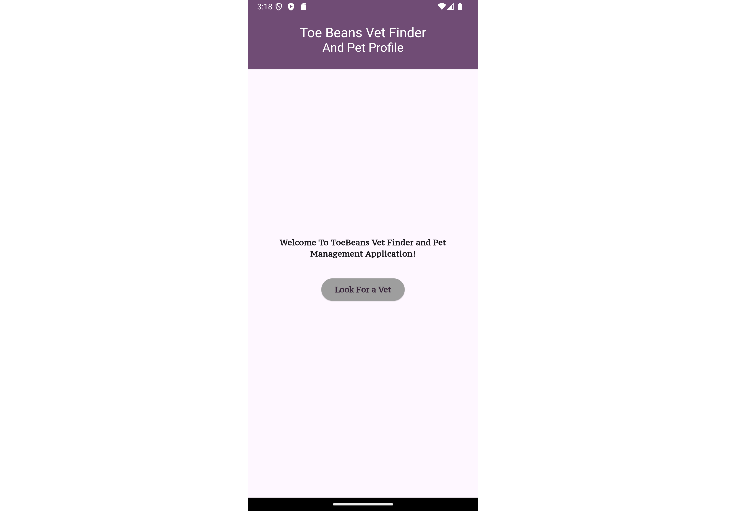 3:18
Toe Beans Vet Finder
And Pet Profile
Welcome To ToeBeans Vet Finder and Pet
Management Application!
Look For a Vet